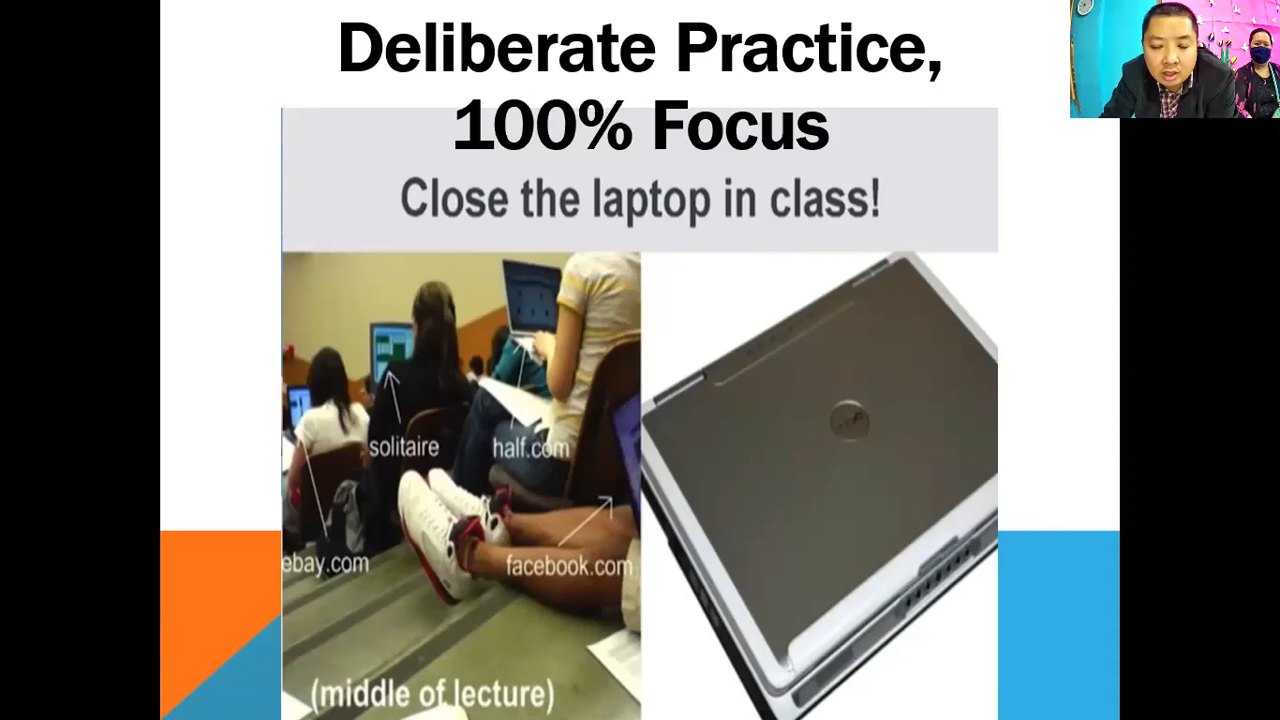 Deliberate Practice,
100% Focus
Close the laptop in class!
solitaire
half.com
ebay.com
facebook.com
(middle of lecture)